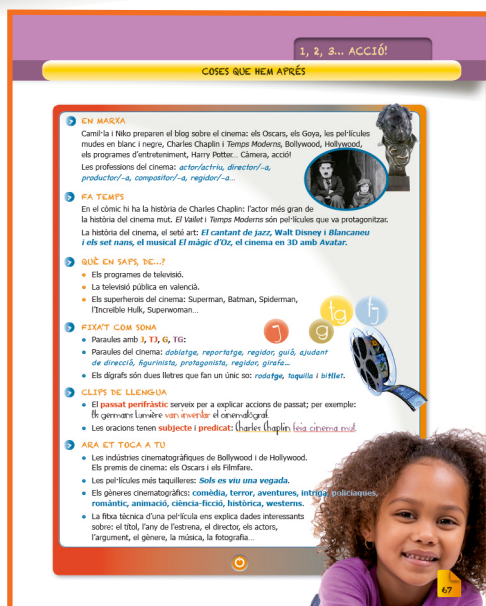 1, 2, 3... ACCIÓ!
COSES QUE HEM APRÉS
EN MARXA
Camil·la i Niko preparen el blog sobre el cinema: els Oscars, els Goya, les pel·lícules
mudes en blanc i negre, Charles Chaplin i Temps Moderns, Bollywood, Hollywood,
els programes d'entreteniment, Harry Potter... Càmera, acció!
Les professions del cinema: actor/actriu, director/-a,
productor/-a, compositor/-a, regidor/-a...
FA TEMPS
En el còmic hi ha la història de Charles Chaplin: l'actor més gran de
la història del cinema mut. El Vailet i Temps Moderns són pel·lícules que va protagonitzar.
La història del cinema, el seté art: El cantant de jazz, Walt Disney i Blancaneu
i els set nans, el musical El màgic d'Oz, el cinema en 3D amb Avatar.
QUÈ EN SAPS, DE...?
Els programes de televisió.
La televisió pública en valencià.
Els superherois del cinema: Superman, Batman, Spiderman,
l'Increïble Hulk, Superwoman...
FIXA'T COM SONA
Paraules amb J, TJ, G, TG:
Paraules del cinema: doblatge, reportatge, regidor, guió, ajudant
de direcció, figurinista, protagonista, regidor, girafa...
Els dígrafs són dues lletres que fan un únic so: rodatge, taquilla i bitllet.
j
g
tg
tj
CLIPS DE LLENGUA
El passat perifràstic serveix per a explicar accions de passat; per exemple:
Els germans Lumière van inventar el cinematògraf.
Les oracions tenen subjecte i predicat: Charles Chaplin feia cinema mut.
ARA ET TOCA A TU
Les indústries cinematogràfiques de Bollywood i de Hollywood.
Els premis de cinema: els Oscars i els Filmfare.
Les pel·lícules més taquilleres: Sols es viu una vegada.
Els gèneres cinematogràfics: comèdia, terror, aventures, intriga, policíaques,
romàntic, animació, ciència-ficció, històrica, westerns.
La fitxa tècnica d'una pel·lícula ens explica dades interessants
sobre: el títol, l'any de l'estrena, el director, els actors,
l'argument, el gènere, la música, la fotografia...
67